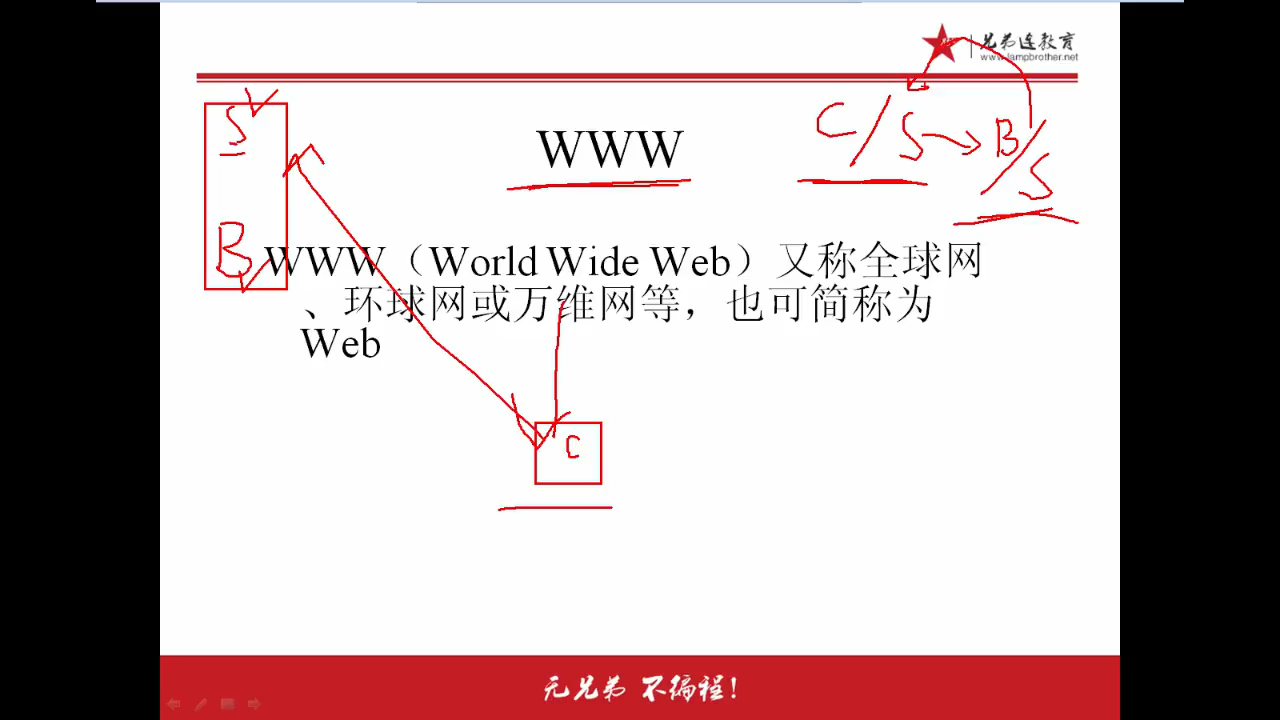 兄弟连教育
www.lampbrother.net
WWW
C/S → B/S
S
B
WWW（World Wide Web）又称全球网
、环球网或万维网等，也可简称为
Web
C
无兄弟 不编程！